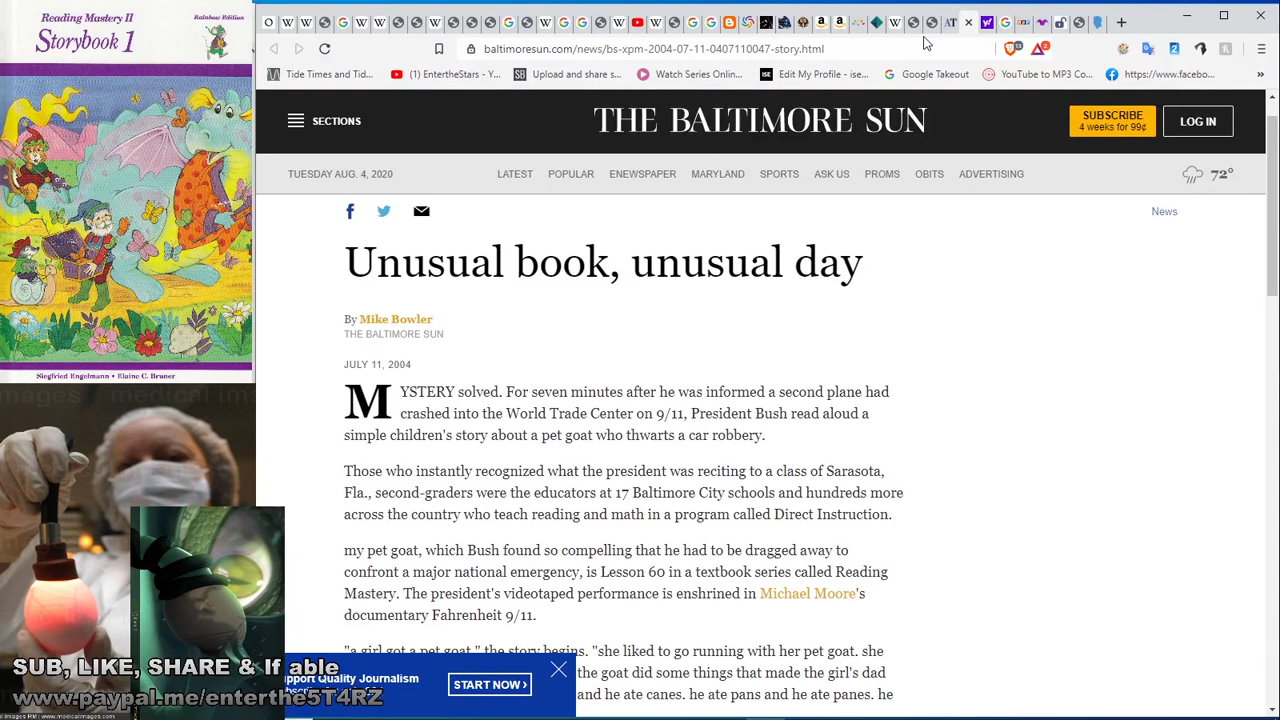 Reading Mastery II
Rainbow Edition
Storybook 1
Siegfried Engelmann • Elaine C. Bruner
SUB, LIKE, SHARE & If able
www.paypal.me/enterthe5T4RZ
baltimoresun.com/news/bs-xpm-2004-07-11-0407110047-story.html
Tide Times and Tid...
(1) EntertheStars - Y...
Upload and share s...
Watch Series Onlin...
Edit My Profile - ise...
Google Takeout
YouTube to MP3 Co...
https://www.facebo...
SECTIONS
THE BALTIMORE SUN
SUBSCRIBE
4 weeks for 99¢
LOG IN
TUESDAY AUG. 4, 2020
LATEST
POPULAR
ENEWSPAPER
MARYLAND
SPORTS
ASK US
PROMS
OBITS
ADVERTISING
72°
News
Unusual book, unusual day
By Mike Bowler
THE BALTIMORE SUN
JULY 11, 2004
MYSTERY solved. For seven minutes after he was informed a second plane had
crashed into the World Trade Center on 9/11, President Bush read aloud a
simple children's story about a pet goat who thwarts a car robbery.
Those who instantly recognized what the president was reciting to a class of Sarasota,
Fla., second-graders were the educators at 17 Baltimore City schools and hundreds more
across the country who teach reading and math in a program called Direct Instruction.
my pet goat, which Bush found so compelling that he had to be dragged away to
confront a major national emergency, is Lesson 60 in a textbook series called Reading
Mastery. The president's videotaped performance is enshrined in Michael Moore's
documentary Fahrenheit 9/11.
"a girl got a pet goat," the story begins. "she liked to go running with her pet goat. she
the goat did some things that made the girl's dad
and he ate canes. he ate pans and he ate panes. he
pport Quality Journalism
START NOW ›